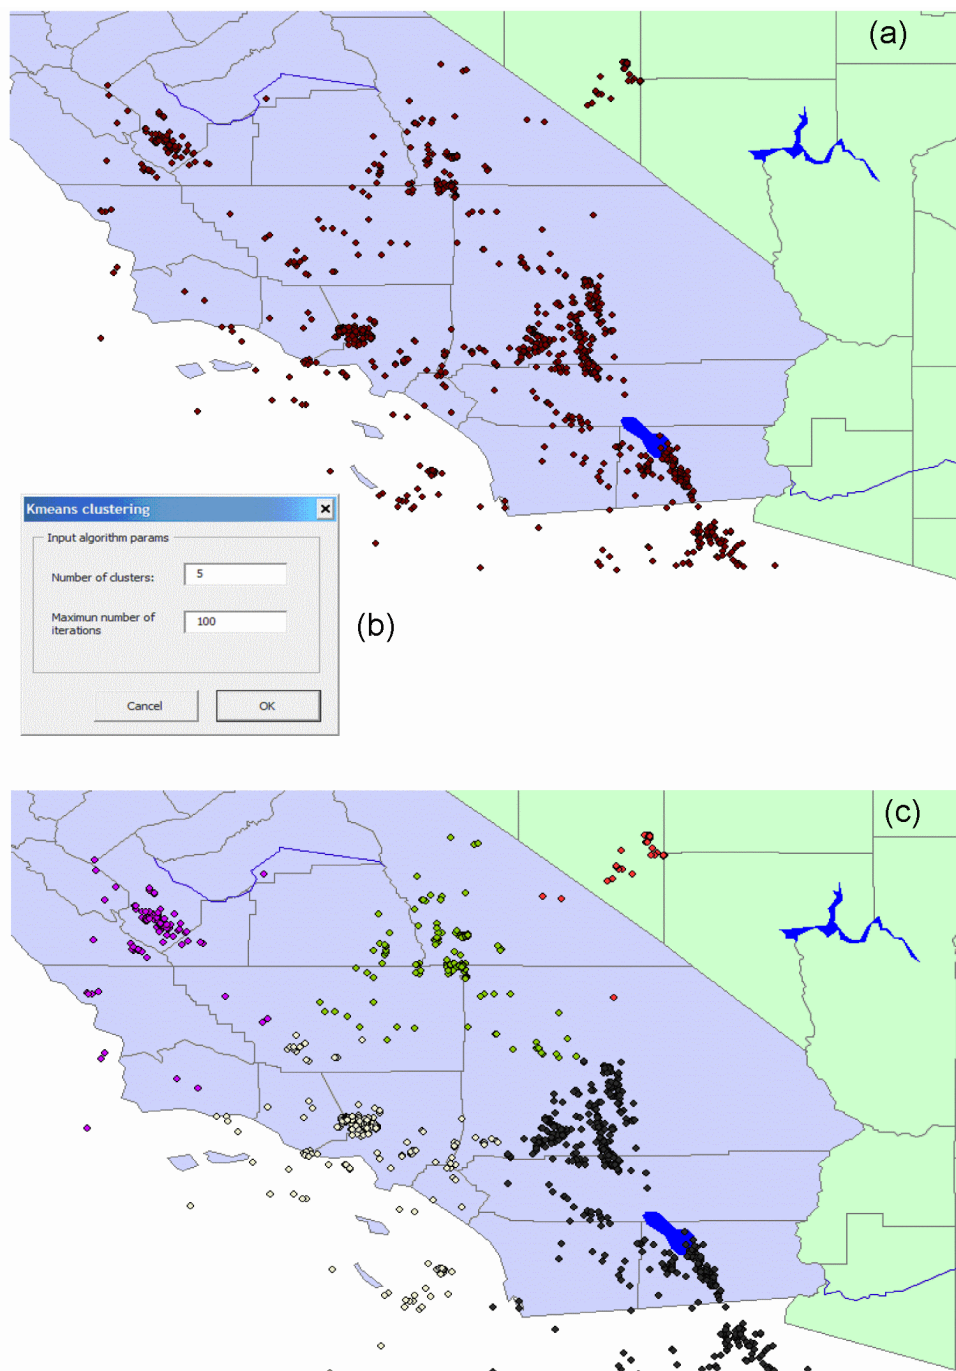 (a)
Kmeans clustering
Input algorithm params
Number of clusters:
5
Maximun number of
iterations
100
Cancel
OK
(b)
(c)